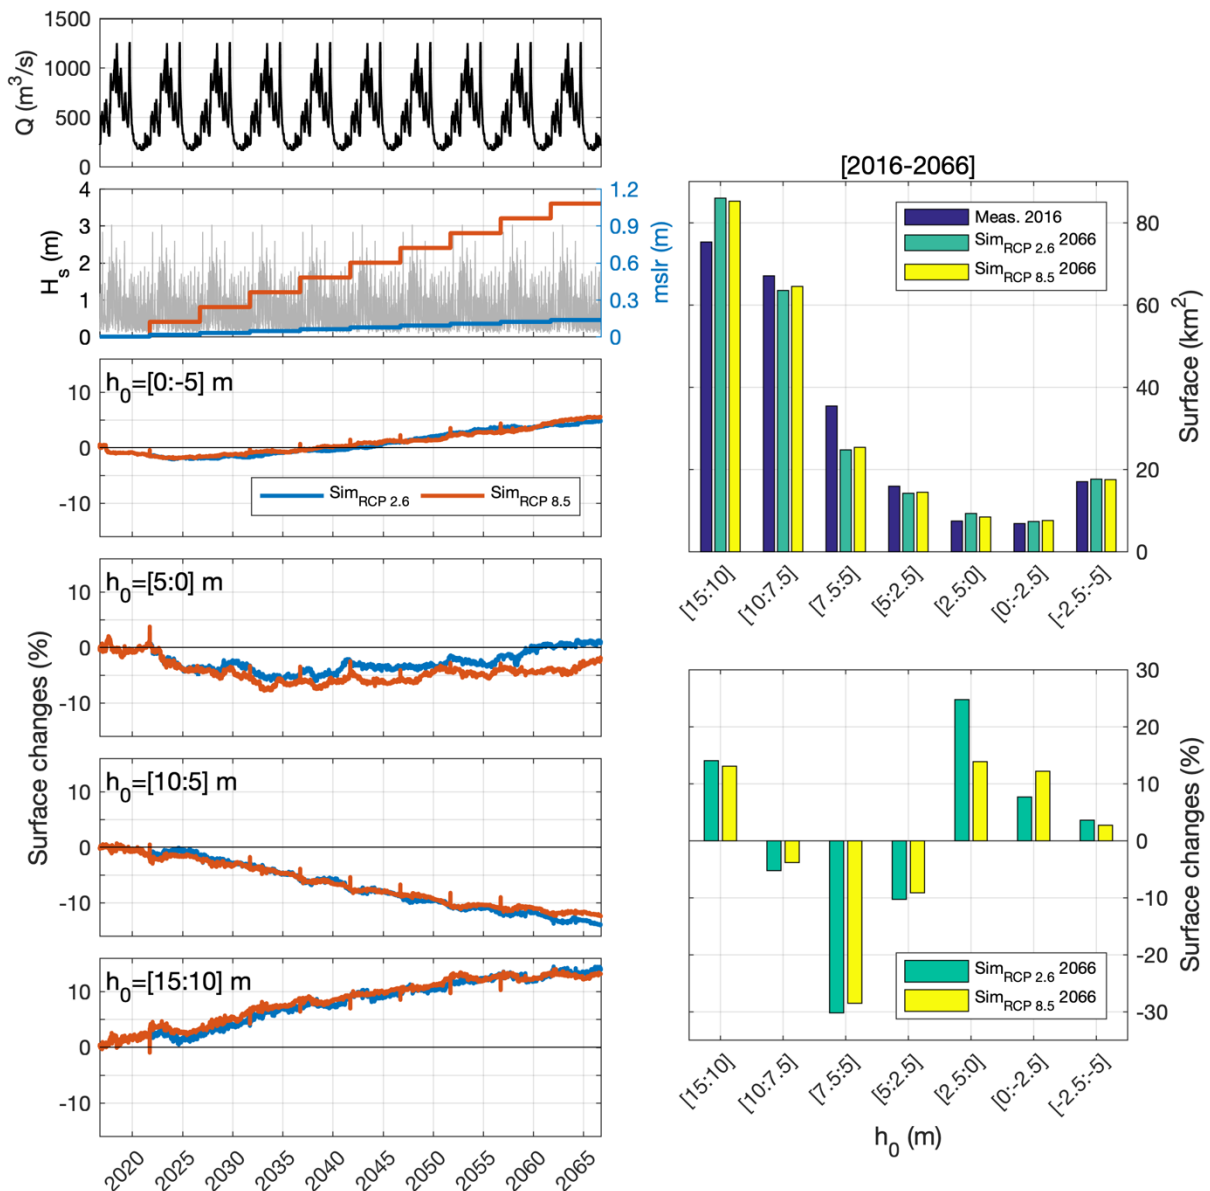 1500
1000
500
0
Q (m³/s)
4
3
2
1
0
Hₛ (m)
1.2
0.9
0.6
0.3
0
mslr (m)
h₀=[0:-5] m
10
0
-10
Sim_RCP 2.6 Sim_RCP 8.5
h₀=[5:0] m
10
0
-10
Surface changes (%)
h₀=[10:5] m
10
0
-10
h₀=[15:10] m
10
0
-10
2020 2025 2030 2035 2040 2045 2050 2055 2060 2065
[2016-2066]
Meas. 2016
Sim_RCP 2.6 2066
Sim_RCP 8.5 2066
80
60
40
20
0
Surface (km²)
[15:10] [10:7.5] [7.5:5] [5:2.5] [2.5:0] [0:-2.5] [-2.5:-5]
30
20
10
0
-10
-20
-30
Surface changes (%)
Sim_RCP 2.6 2066
Sim_RCP 8.5 2066
[15:10] [10:7.5] [7.5:5] [5:2.5] [2.5:0] [0:-2.5] [-2.5:-5]
h₀ (m)